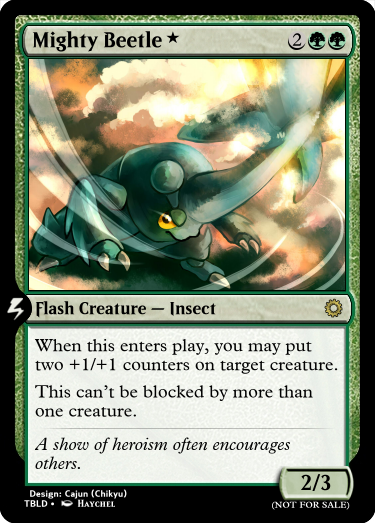 Mighty Beetle ★ 2
Flash Creature — Insect
When this enters play, you may put
two +1/+1 counters on target creature.
This can't be blocked by more than
one creature.
A show of heroism often encourages
others.
2/3
Design: Cajun (Chikyu)
TBLD • HAYCHEL
(NOT FOR SALE)